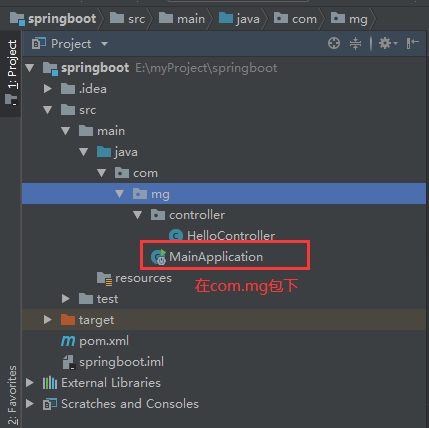 springboot src main java com mg
1: Project
Project
springboot E:\myProject\springboot
.idea
src
main
java
com
mg
controller
HelloController
MainApplication
在com.mg包下
resources
test
target
pom.xml
springboot.iml
External Libraries
Scratches and Consoles
2: Favorites